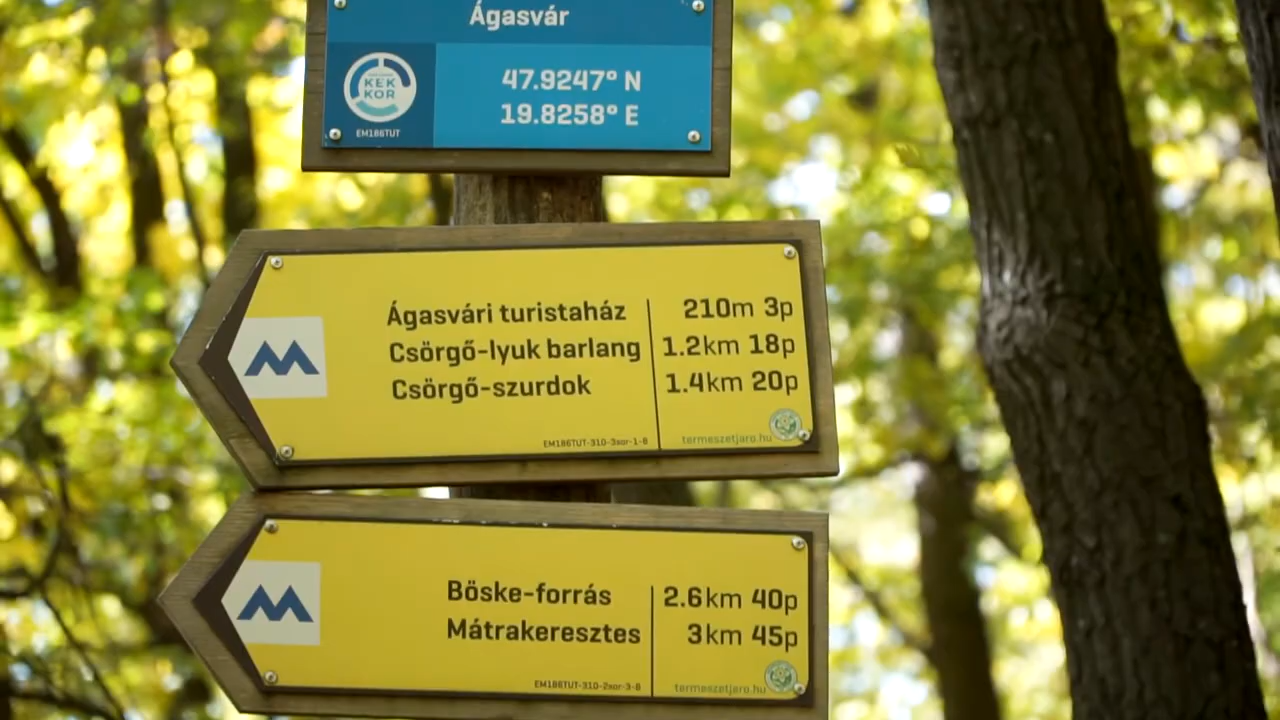 Ágasvár
47.9247° N
KÉK
KÖR
19.8258° E
EM186TUT
Ágasvári turistaház 210m 3p
Csörgő-lyuk barlang 1.2km 18p
Csörgő-szurdok 1.4km 20p
EM186TUT-310-3sor-1-8
termeszetjaro.hu
Böske-forrás 2.6km 40p
Mátrakeresztes 3km 45p
EM186TUT-310-2sor-3-8
termeszetjaro.hu